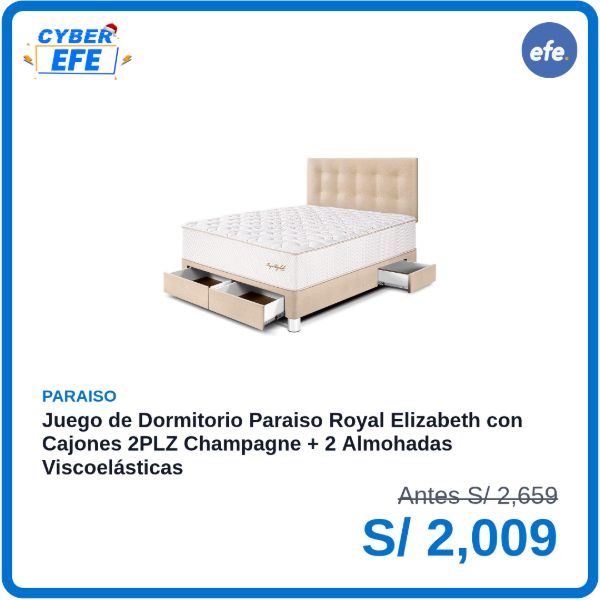 CYBER
EFE
efe.
PARAISO
Juego de Dormitorio Paraiso Royal Elizabeth con
Cajones 2PLZ Champagne + 2 Almohadas
Viscoelásticas
Antes S/ 2,659
S/ 2,009